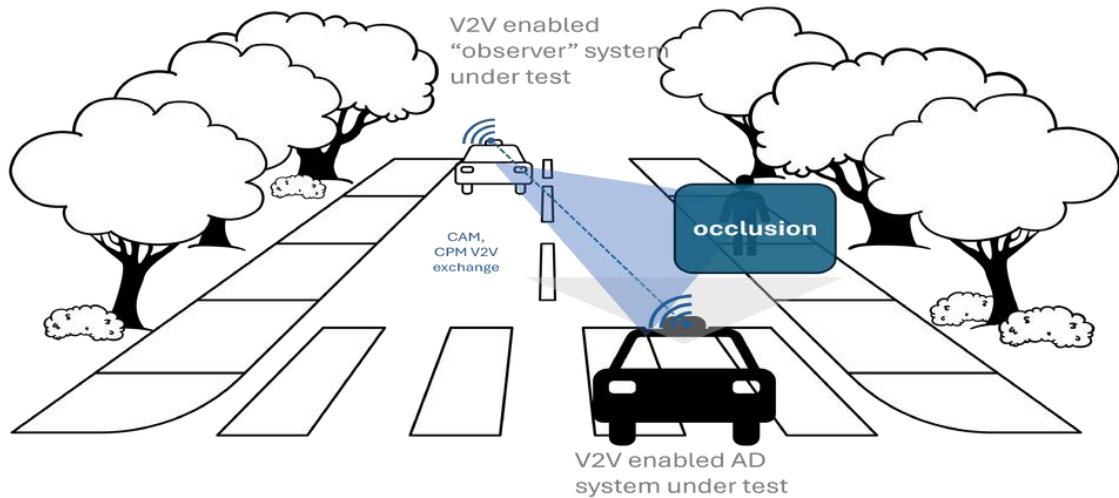 V2V enabled
“observer” system
under test
occlusion
CAM,
CPM V2V
exchange
V2V enabled AD
system under test